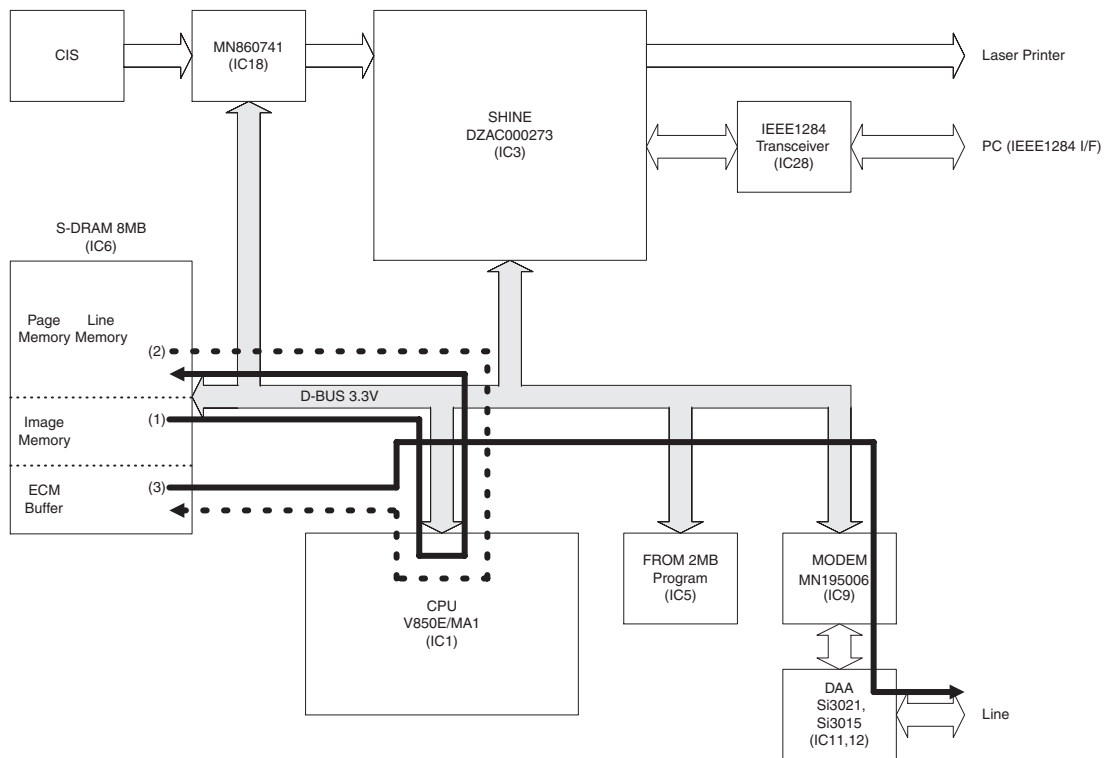 CIS
MN860741
(IC18)
SHINE
DZAC000273
(IC3)
Laser Printer
IEEE1284
Transceiver
(IC28)
PC (IEEE1284 I/F)
S-DRAM 8MB
(IC6)
Page Line
Memory Memory
(2)
D-BUS 3.3V
Image
Memory
(1)
ECM
Buffer
(3)
CPU
V850E/MA1
(IC1)
FROM 2MB
Program
(IC5)
MODEM
MN195006
(IC9)
DAA
Si3021,
Si3015
(IC11,12)
Line